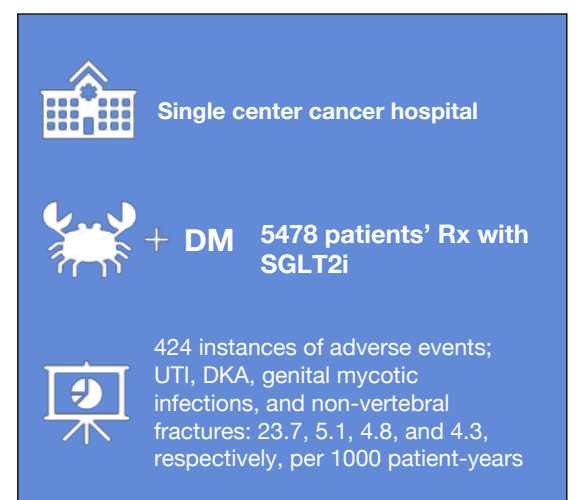 Single center cancer hospital
+ DM
5478 patients’ Rx with
SGLT2i
424 instances of adverse events;
UTI, DKA, genital mycotic
infections, and non-vertebral
fractures: 23.7, 5.1, 4.8, and 4.3,
respectively, per 1000 patient-years